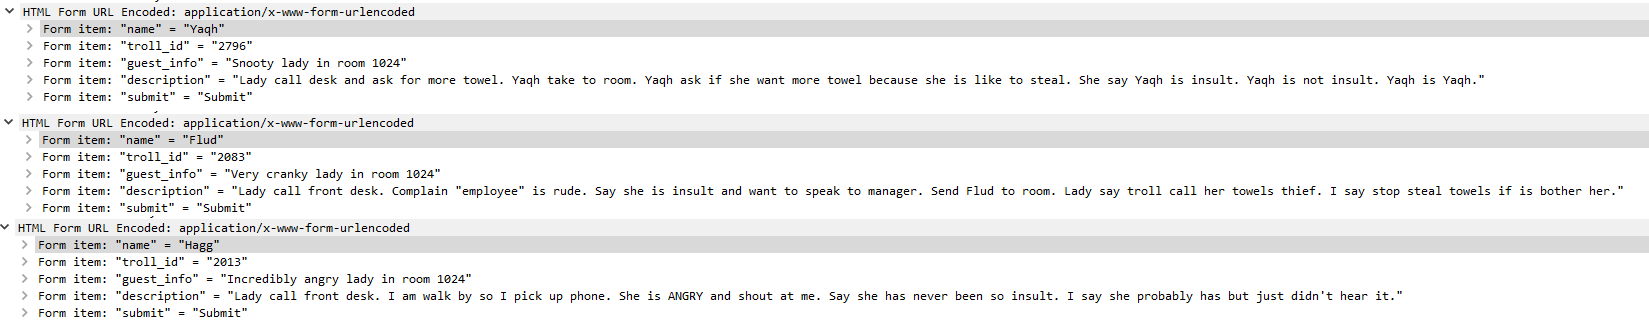 HTML Form URL Encoded: application/x-www-form-urlencoded
Form item: "name" = "Yaqh"
Form item: "troll_id" = "2796"
Form item: "guest_info" = "Snooty lady in room 1024"
Form item: "description" = "Lady call desk and ask for more towel. Yaqh take to room. Yaqh ask if she want more towel because she is like to steal. She say Yaqh is insult. Yaqh is not insult. Yaqh is Yaqh."
Form item: "submit" = "Submit"
HTML Form URL Encoded: application/x-www-form-urlencoded
Form item: "name" = "Flud"
Form item: "troll_id" = "2083"
Form item: "guest_info" = "Very cranky lady in room 1024"
Form item: "description" = "Lady call front desk. Complain "employee" is rude. Say she is insult and want to speak to manager. Send Flud to room. Lady say troll call her towels thief. I say stop steal towels if is bother her."
Form item: "submit" = "Submit"
HTML Form URL Encoded: application/x-www-form-urlencoded
Form item: "name" = "Hagg"
Form item: "troll_id" = "2013"
Form item: "guest_info" = "Incredibly angry lady in room 1024"
Form item: "description" = "Lady call front desk. I am walk by so I pick up phone. She is ANGRY and shout at me. Say she has never been so insult. I say she probably has but just didn't hear it."
Form item: "submit" = "Submit"